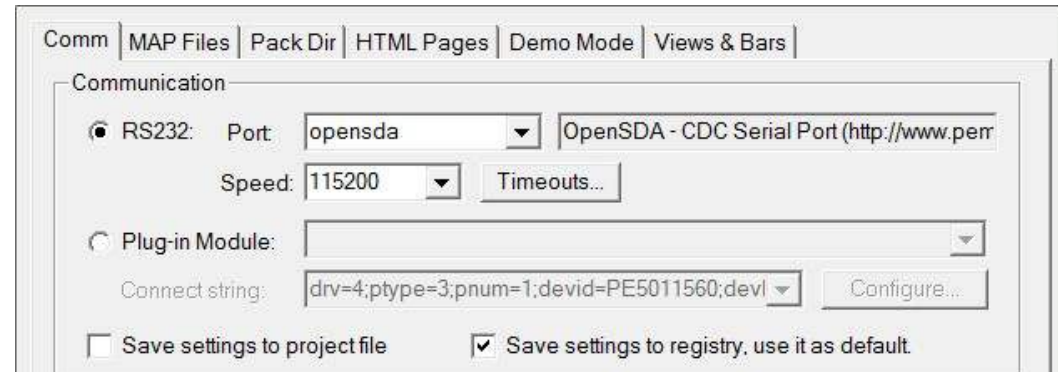 Comm MAP Files Pack Dir HTML Pages Demo Mode Views & Bars
Communication
RS232: Port: opensda OpenSDA - CDC Serial Port (http://www.pem
Speed: 115200 Timeouts...
Plug-in Module:
Connect string: drv=4;ptype=3;pnum=1;devid=PE5011560;devl Configure...
Save settings to project file Save settings to registry, use it as default.